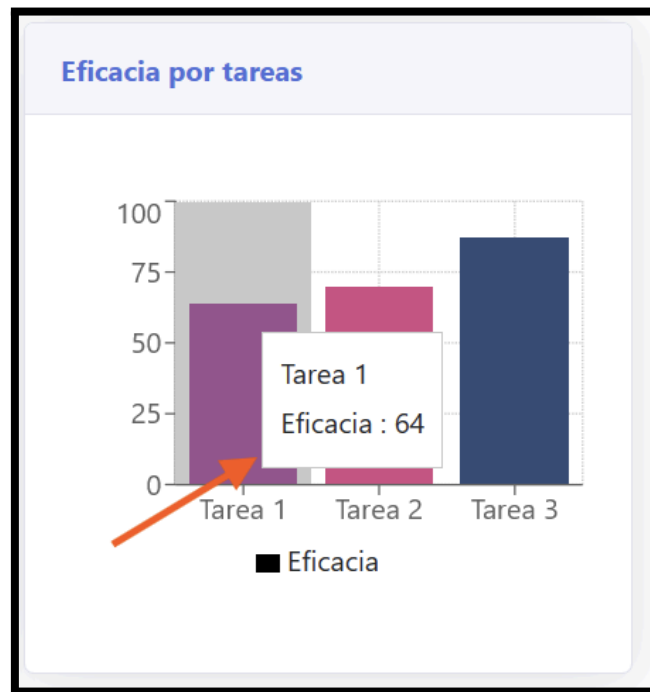 Eficacia por tareas
100
75
50
25
0
Tarea 1
Eficacia : 64
Tarea 1 Tarea 2 Tarea 3
Eficacia